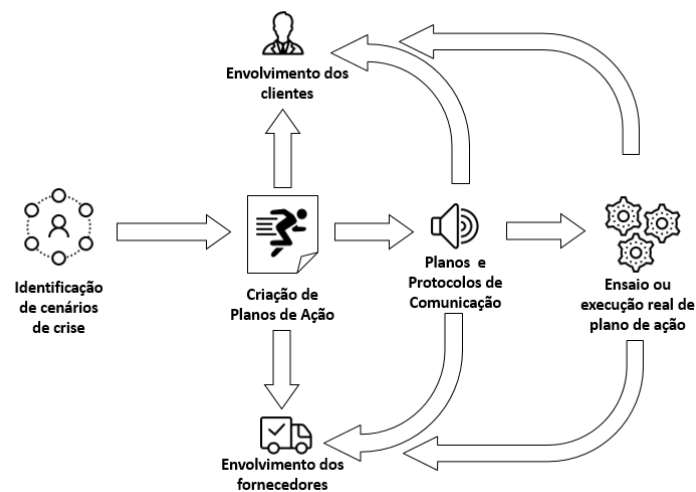 Envolvimento dos
clientes
Identificação
de cenários
de crise
Criação de
Planos de Ação
Planos e
Protocolos de
Comunicação
Ensaio ou
execução real de
plano de ação
Envolvimento dos
fornecedores